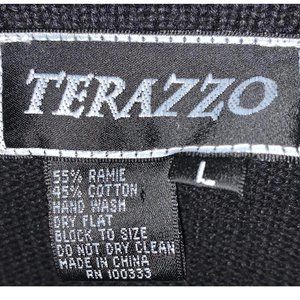 TERAZZO
L
55% RAMIE
45% COTTON
HAND WASH
DRY FLAT
BLOCK TO SIZE
DO NOT DRY CLEAN
MADE IN CHINA
RN 100333